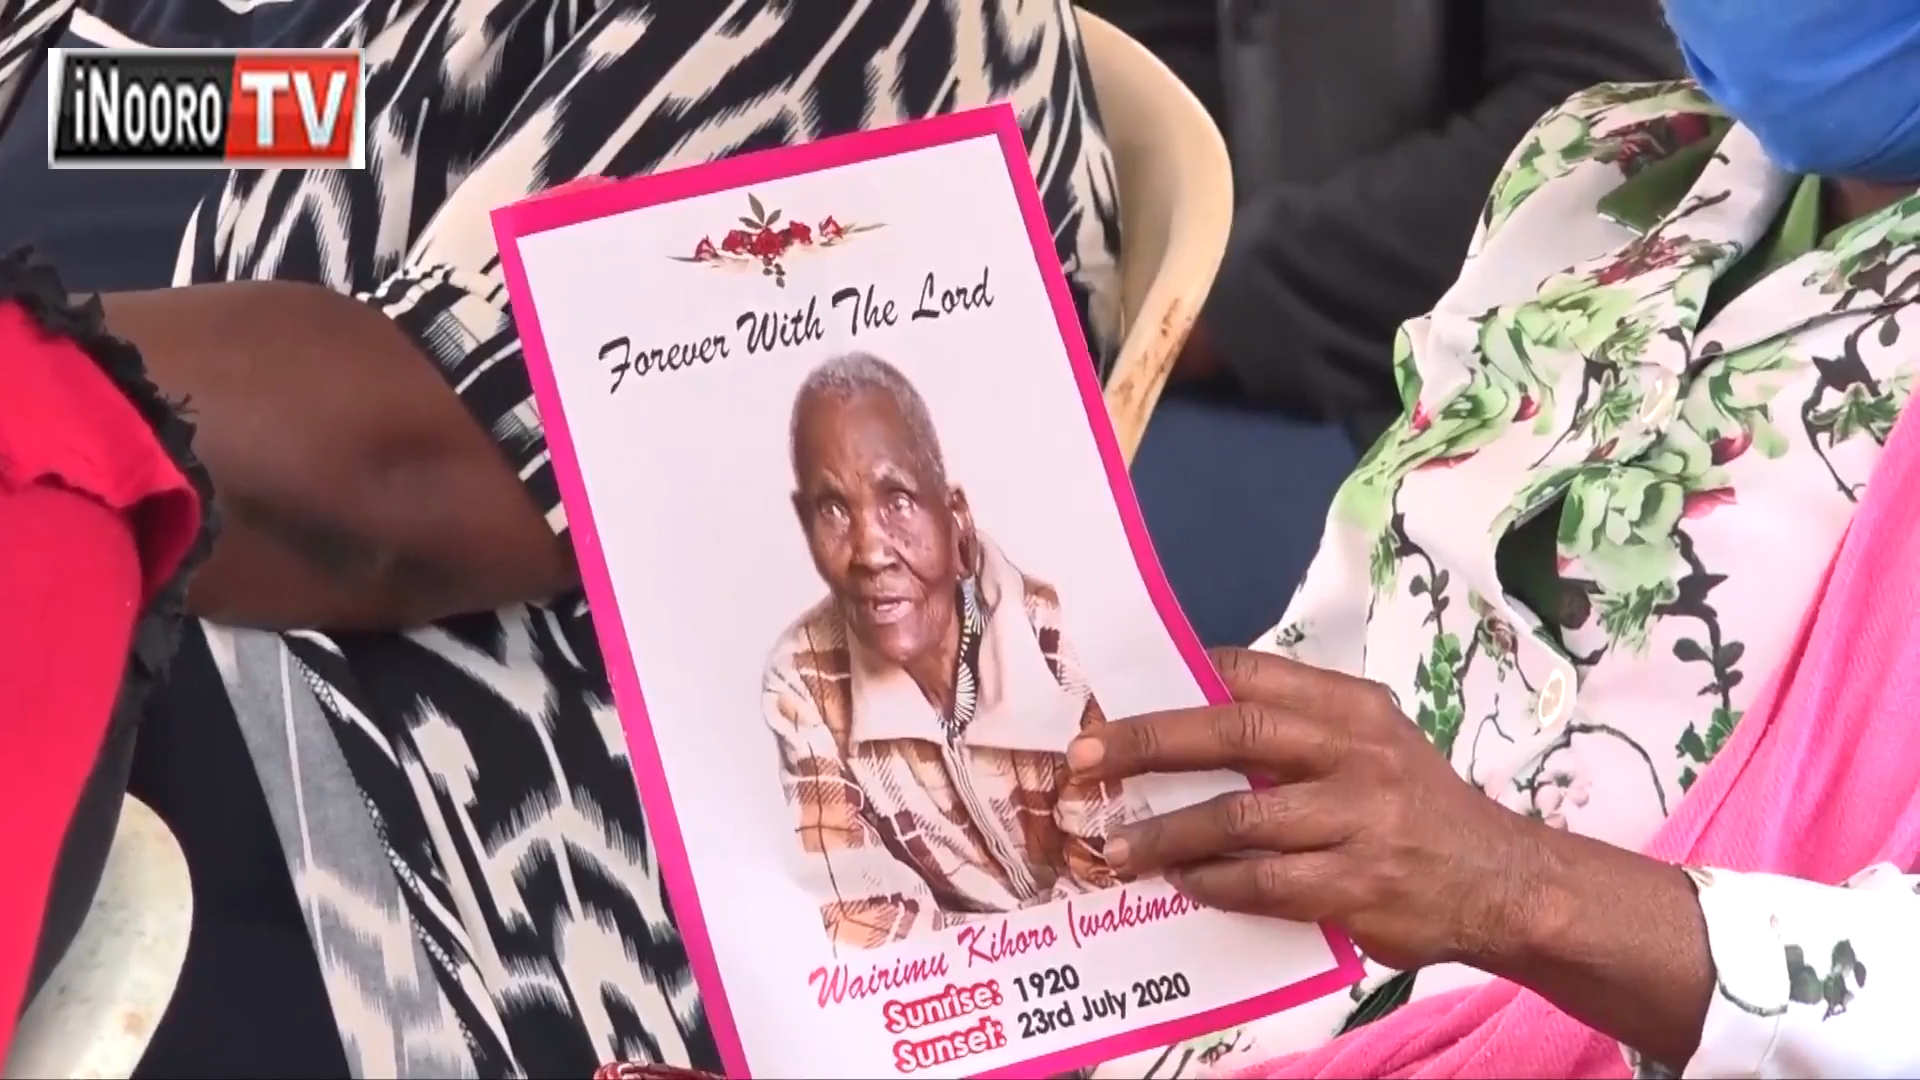 iNooro TV
Forever With The Lord
Wairimu Kihoro
Sunrise: 1920
Sunset: 23rd July 2020